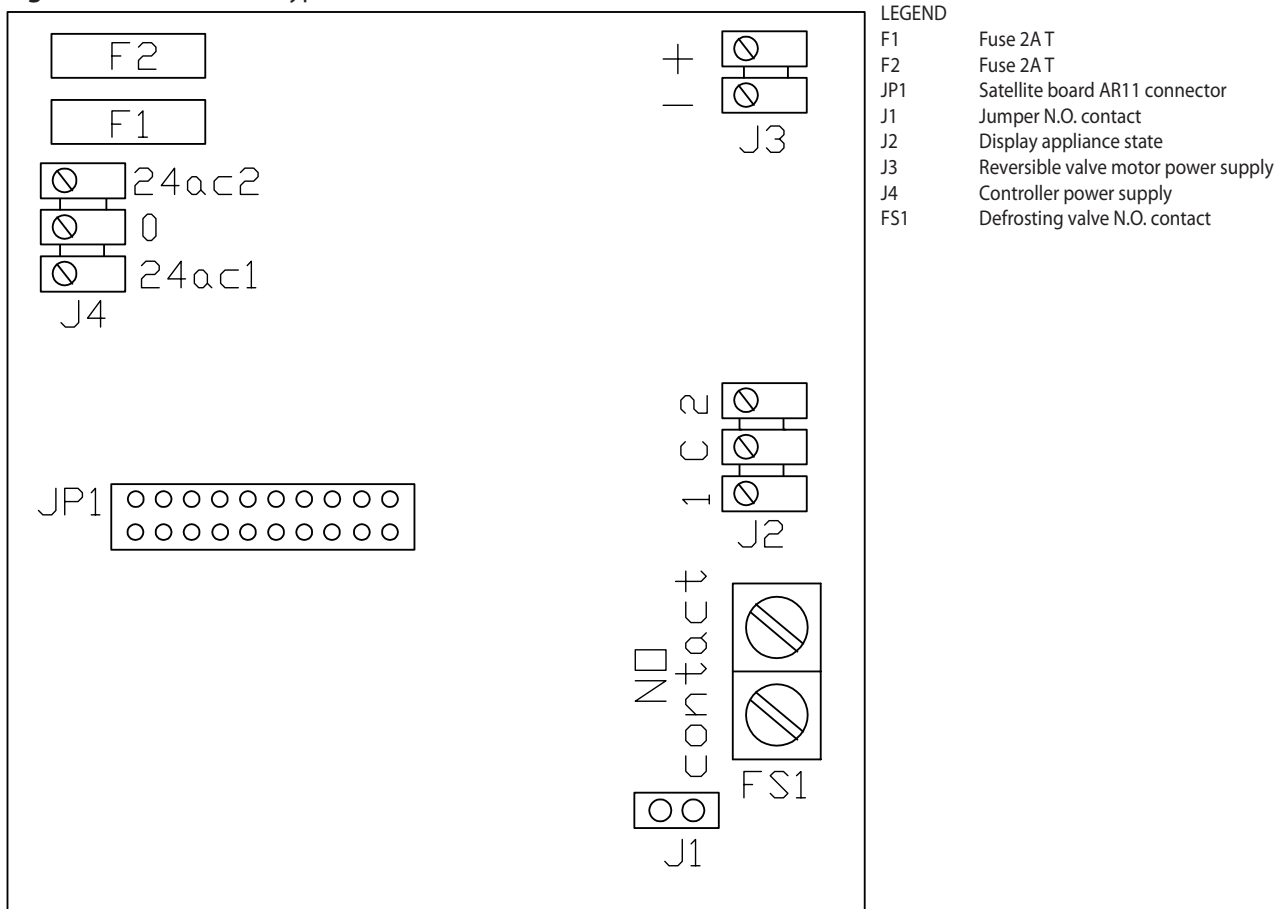 F2
F1
24ac2
0
24ac1
J4
+
−
J3
JP1
2
C
1
J2
NO
contact
FS1
J1
LEGEND
F1 Fuse 2A T
F2 Fuse 2A T
JP1 Satellite board AR11 connector
J1 Jumper N.O. contact
J2 Display appliance state
J3 Reversible valve motor power supply
J4 Controller power supply
FS1 Defrosting valve N.O. contact